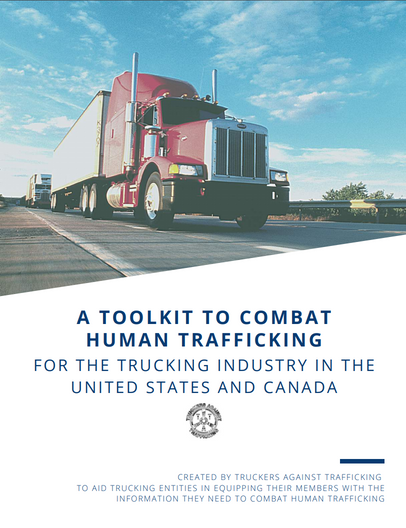 A TOOLKIT TO COMBAT
HUMAN TRAFFICKING
FOR THE TRUCKING INDUSTRY IN THE
UNITED STATES AND CANADA
CREATED BY TRUCKERS AGAINST TRAFFICKING
TO AID TRUCKING ENTITIES IN EQUIPPING THEIR MEMBERS WITH THE
INFORMATION THEY NEED TO COMBAT HUMAN TRAFFICKING